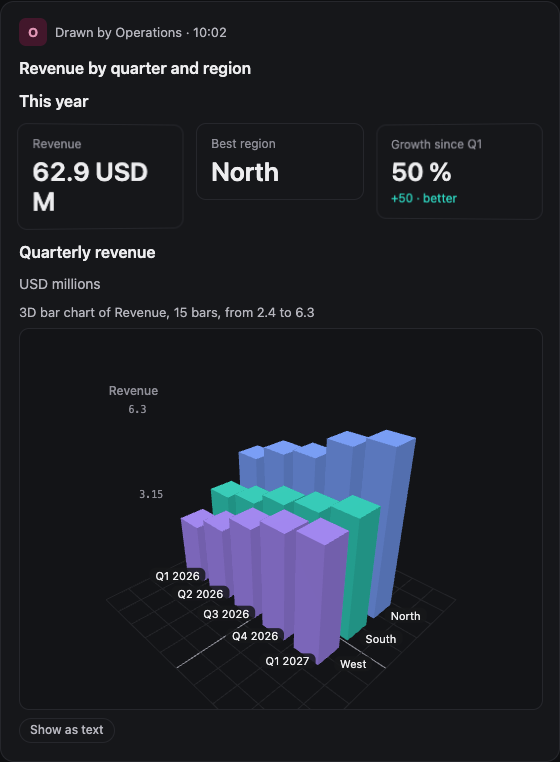 O
Drawn by Operations · 10:02
Revenue by quarter and region
This year
Revenue
62.9 USD
M
Best region
North
Growth since Q1
50 %
+50 · better
Quarterly revenue
USD millions
3D bar chart of Revenue, 15 bars, from 2.4 to 6.3
Revenue
6.3
3.15
Q1 2026
Q2 2026
Q3 2026
Q4 2026
Q1 2027
North
South
West
Show as text